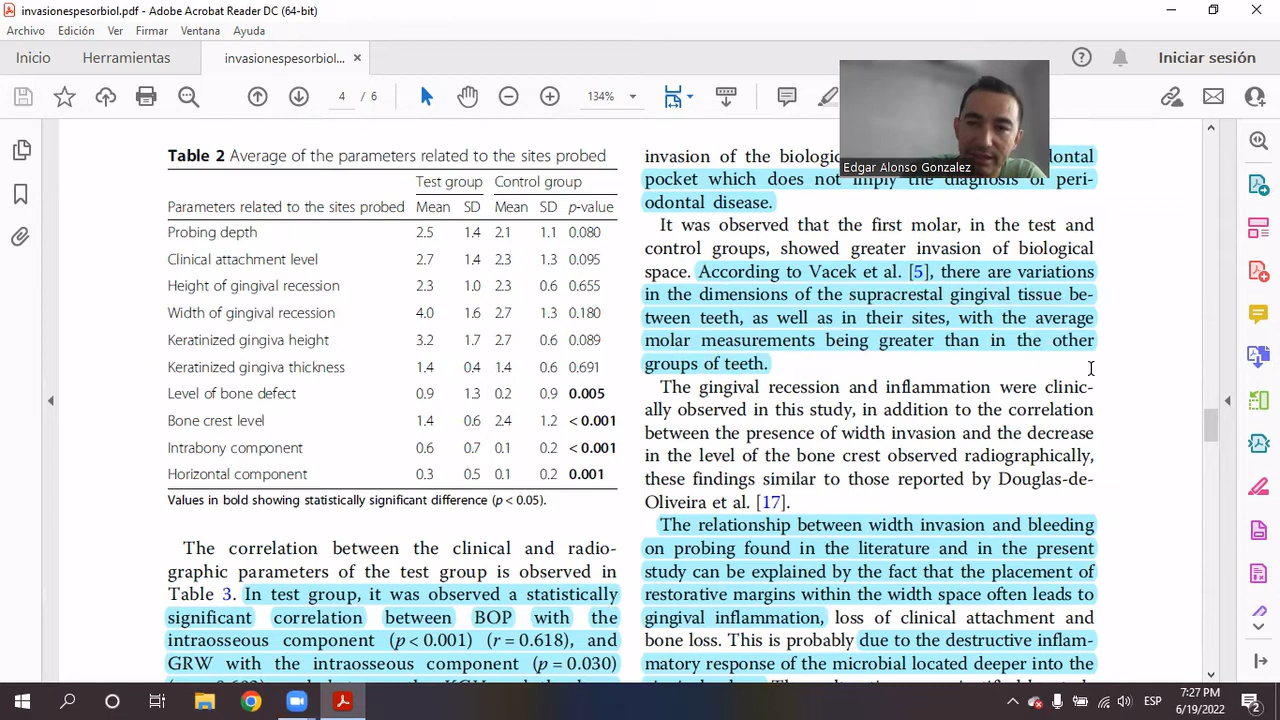 invasionespesorbiol.pdf - Adobe Acrobat Reader DC (64-bit)
Archivo Edición Ver Firmar Ventana Ayuda
Inicio Herramientas invasionespesorbiol... × Iniciar sesión
4 / 6 134%
Edgar Alonso Gonzalez
Table 2 Average of the parameters related to the sites probed
Test group Control group
Parameters related to the sites probed Mean SD Mean SD p-value
Probing depth 2.5 1.4 2.1 1.1 0.080
Clinical attachment level 2.7 1.4 2.3 1.3 0.095
Height of gingival recession 2.3 1.0 2.3 0.6 0.655
Width of gingival recession 4.0 1.6 2.7 1.3 0.180
Keratinized gingiva height 3.2 1.7 2.7 0.6 0.089
Keratinized gingiva thickness 1.4 0.4 1.4 0.6 0.691
Level of bone defect 0.9 1.3 0.2 0.9 0.005
Bone crest level 1.4 0.6 2.4 1.2 < 0.001
Intrabony component 0.6 0.7 0.1 0.2 < 0.001
Horizontal component 0.3 0.5 0.1 0.2 0.001
Values in bold showing statistically significant difference (p < 0.05).
The correlation between the clinical and radio-
graphic parameters of the test group is observed in
Table 3. In test group, it was observed a statistically
significant correlation between BOP with the
intraosseous component (p < 0.001) (r = 0.618), and
GRW with the intraosseous component (p = 0.030)
invasion of the biologic dontal
pocket which does not imply the diagnosis of peri-
odontal disease.
It was observed that the first molar, in the test and
control groups, showed greater invasion of biological
space. According to Vacek et al. [5], there are variations
in the dimensions of the supracrestal gingival tissue be-
tween teeth, as well as in their sites, with the average
molar measurements being greater than in the other
groups of teeth.
The gingival recession and inflammation were clinic-
ally observed in this study, in addition to the correlation
between the presence of width invasion and the decrease
in the level of the bone crest observed radiographically,
these findings similar to those reported by Douglas-de-
Oliveira et al. [17].
The relationship between width invasion and bleeding
on probing found in the literature and in the present
study can be explained by the fact that the placement of
restorative margins within the width space often leads to
gingival inflammation, loss of clinical attachment and
bone loss. This is probably due to the destructive inflam-
matory response of the microbial located deeper into the
ESP 7:27 PM
6/19/2022 2